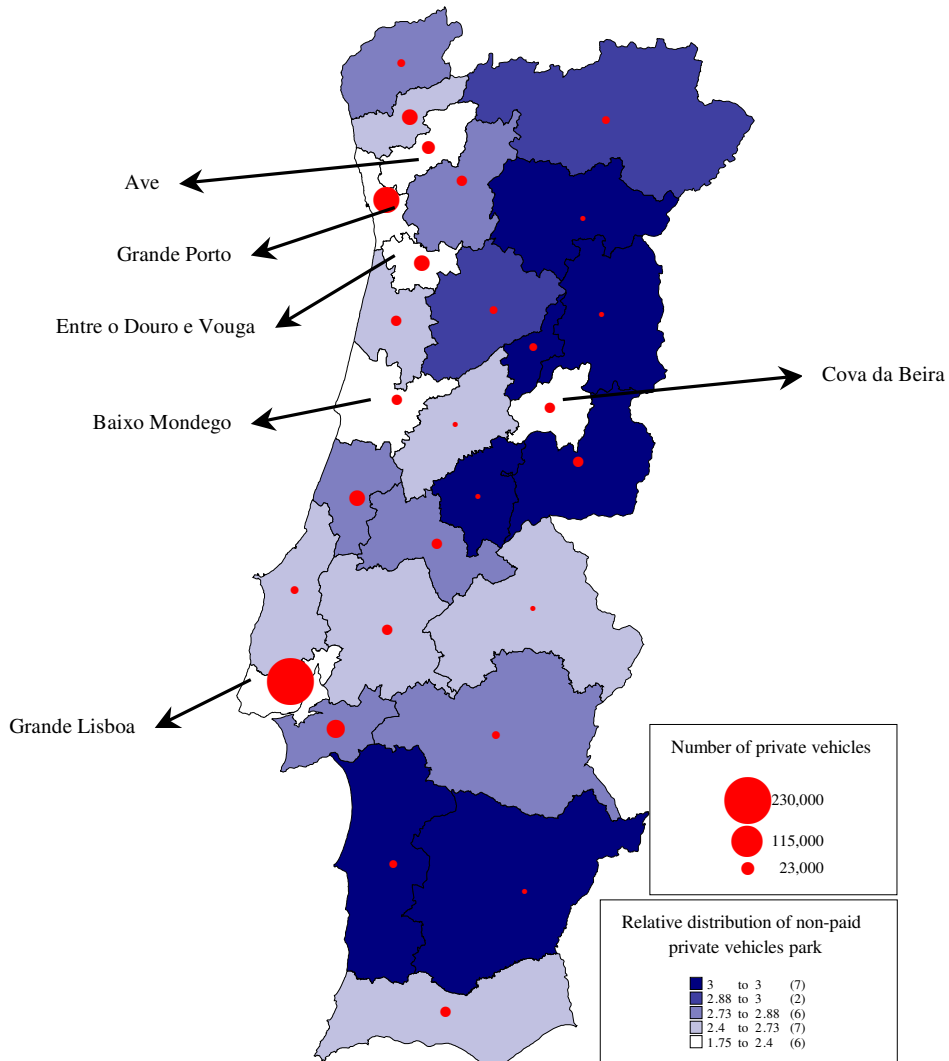 Ave
Grande Porto
Entre o Douro e Vouga
Cova da Beira
Baixo Mondego
Grande Lisboa
Number of private vehicles
230,000
115,000
23,000
Relative distribution of non-paid
private vehicles park
3 to 3 (7)
2.88 to 3 (2)
2.73 to 2.88 (6)
2.4 to 2.73 (7)
1.75 to 2.4 (6)